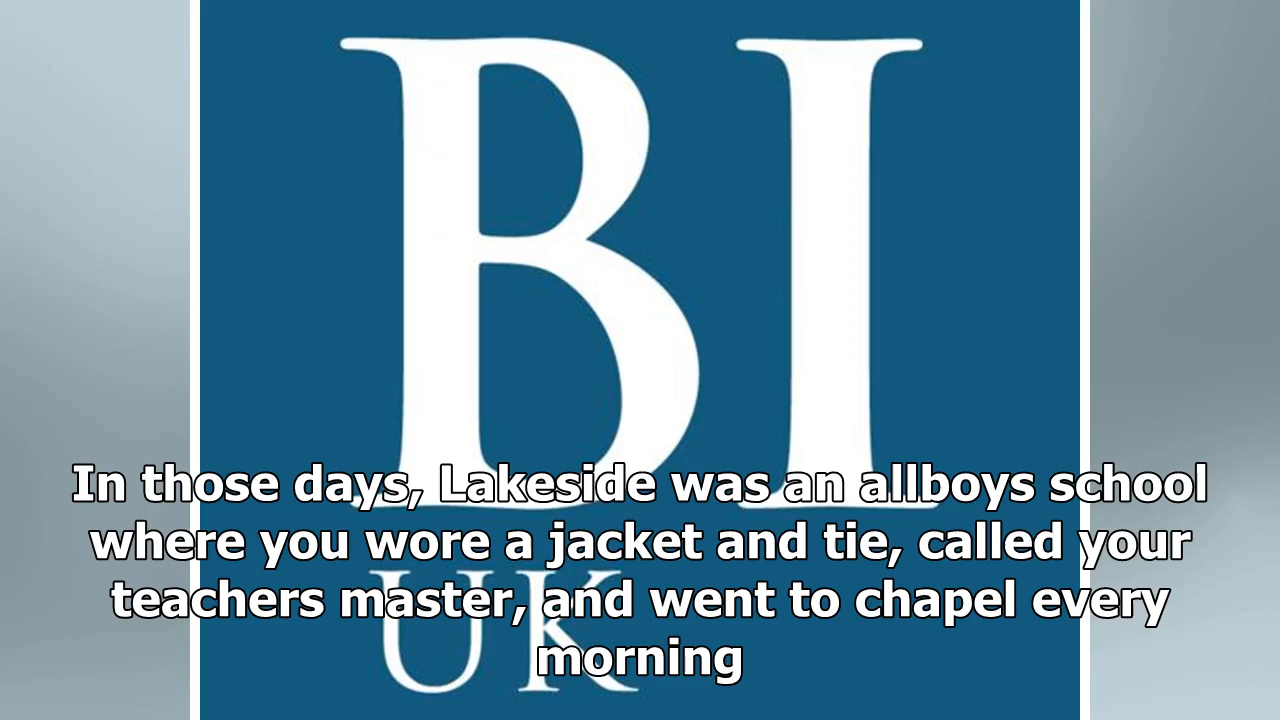 BI
In those days, Lakeside was an allboys school
where you wore a jacket and tie, called your
teachers master, and went to chapel every
morning
UK